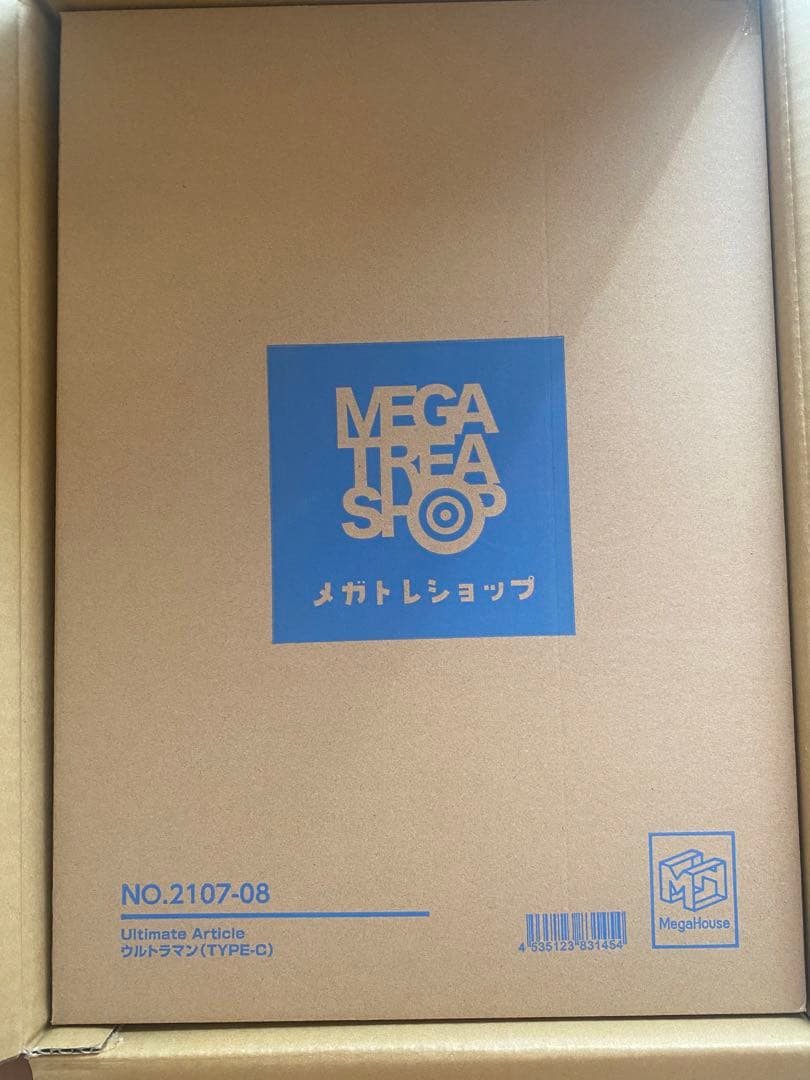 MEGA
TREA
SHOP
メガトレショップ
NO.2107-08
Ultimate Article
ウルトラマン(TYPE-C)
4 535123 831454
MegaHouse